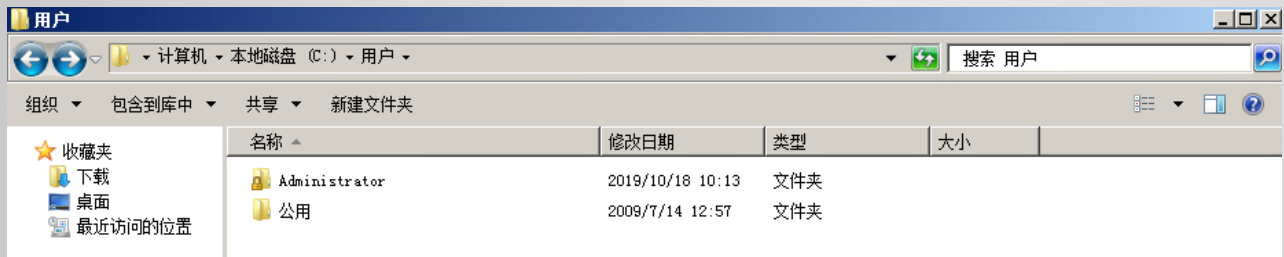 用户
计算机 本地磁盘 (C:) 用户
搜索 用户
组织 包含到库中 共享 新建文件夹
名称 修改日期 类型 大小
收藏夹
下载
桌面
最近访问的位置
Administrator 2019/10/18 10:13 文件夹
公用 2009/7/14 12:57 文件夹